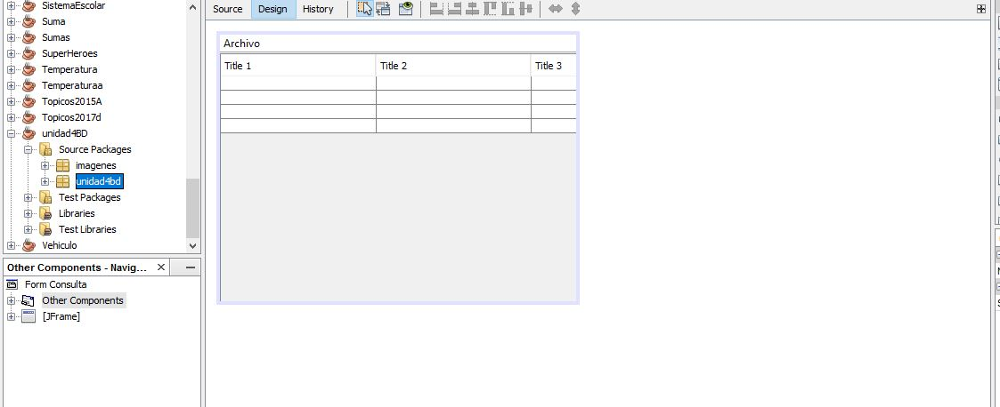 SistemaEscolar
Suma
Sumas
SuperHeroes
Temperatura
Temperaturaa
Topicos2015A
Topicos2017d
unidad4BD
Source Packages
imagenes
unidad4bd
Test Packages
Libraries
Test Libraries
Vehiculo
Other Components - Navig...
Form Consulta
Other Components
[JFrame]
Source Design History
Archivo
Title 1 Title 2 Title 3